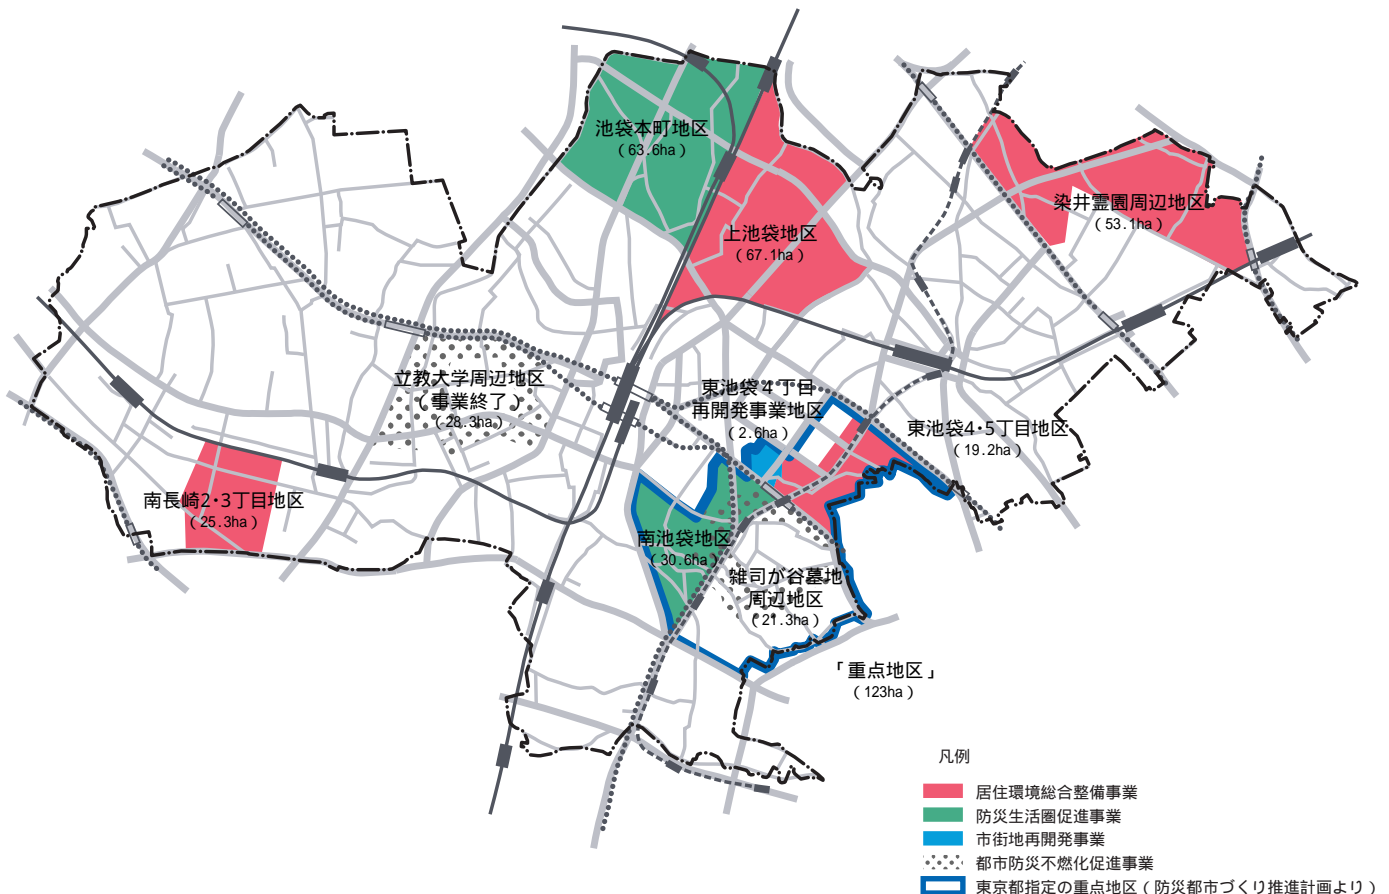 池袋本町地区
（63.6ha）
上池袋地区
（67.1ha）
染井霊園周辺地区
（53.1ha）
立教大学周辺地区
（事業終了）
（28.3ha）
東池袋４丁目
再開発事業地区
（2.6ha）
東池袋4・5丁目地区
（19.2ha）
南長崎2・3丁目地区
（25.3ha）
南池袋地区
（30.6ha）
雑司が谷墓地
周辺地区
（21.3ha）
「重点地区」
（123ha）
凡例
居住環境総合整備事業
防災生活圏促進事業
市街地再開発事業
都市防災不燃化促進事業
東京都指定の重点地区（防災都市づくり推進計画より）